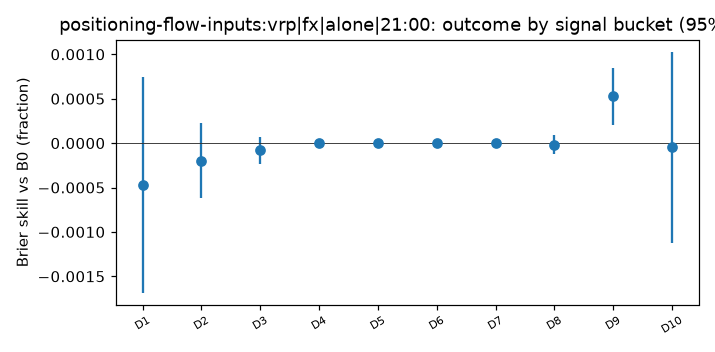 positioning-flow-inputs:vrp|fx|alone|21:00: outcome by signal bucket (95%
Brier skill vs B0 (fraction)
0.0010
0.0005
0.0000
−0.0005
−0.0010
−0.0015
D1 D2 D3 D4 D5 D6 D7 D8 D9 D10